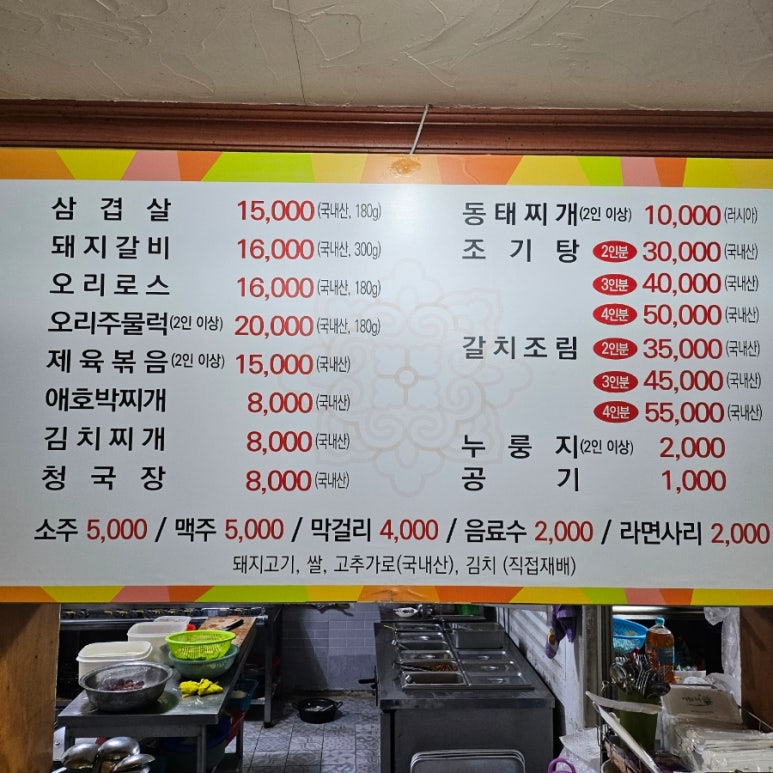 삼겹살 15,000 (국내산, 180g)
돼지갈비 16,000 (국내산, 300g)
오리로스 16,000 (국내산, 180g)
오리주물럭(2인 이상) 20,000 (국내산, 180g)
제육볶음(2인 이상) 15,000 (국내산)
애호박찌개 8,000 (국내산)
김치찌개 8,000 (국내산)
청국장 8,000 (국내산)
동태찌개(2인 이상) 10,000 (러시아)
조기탕 2인분 30,000 (국내산)
3인분 40,000 (국내산)
4인분 50,000 (국내산)
갈치조림 2인분 35,000 (국내산)
3인분 45,000 (국내산)
4인분 55,000 (국내산)
누룽지(2인 이상) 2,000
공기 1,000
소주 5,000 / 맥주 5,000 / 막걸리 4,000 / 음료수 2,000 / 라면사리 2,000
돼지고기, 쌀, 고추가로(국내산), 김치 (직접재배)